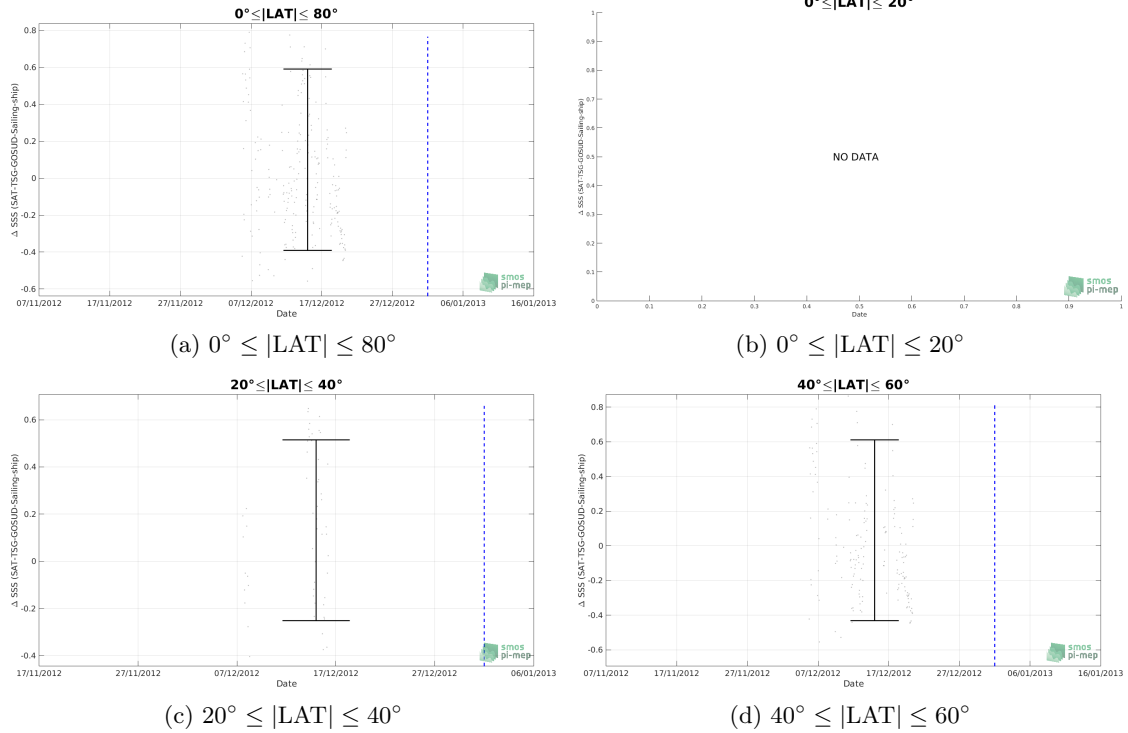 0°≤|LAT|≤ 80°
0.8
0.6
0.4
0.2
0
-0.2
-0.4
-0.6
Δ SSS (SAT-TSG-GOSUD-Sailing-ship)
07/11/2012 17/11/2012 27/11/2012 07/12/2012 17/12/2012 27/12/2012 06/01/2013 16/01/2013
Date
smos
pi-mep
(a) 0° ≤ |LAT| ≤ 80°
0°≤|LAT|≤ 20°
1
0.9
0.8
0.7
0.6
0.5
0.4
0.3
0.2
0.1
0
Δ SSS (SAT-TSG-GOSUD-Sailing-ship)
NO DATA
0 0.1 0.2 0.3 0.4 0.5 0.6 0.7 0.8 0.9 1
Date
smos
pi-mep
(b) 0° ≤ |LAT| ≤ 20°
20°≤|LAT|≤ 40°
0.6
0.4
0.2
0
-0.2
-0.4
Δ SSS (SAT-TSG-GOSUD-Sailing-ship)
17/11/2012 27/11/2012 07/12/2012 17/12/2012 27/12/2012 06/01/2013
Date
smos
pi-mep
(c) 20° ≤ |LAT| ≤ 40°
40°≤|LAT|≤ 60°
0.8
0.6
0.4
0.2
0
-0.2
-0.4
-0.6
Δ SSS (SAT-TSG-GOSUD-Sailing-ship)
07/11/2012 17/11/2012 27/11/2012 07/12/2012 17/12/2012 27/12/2012 06/01/2013 16/01/2013
Date
smos
pi-mep
(d) 40° ≤ |LAT| ≤ 60°